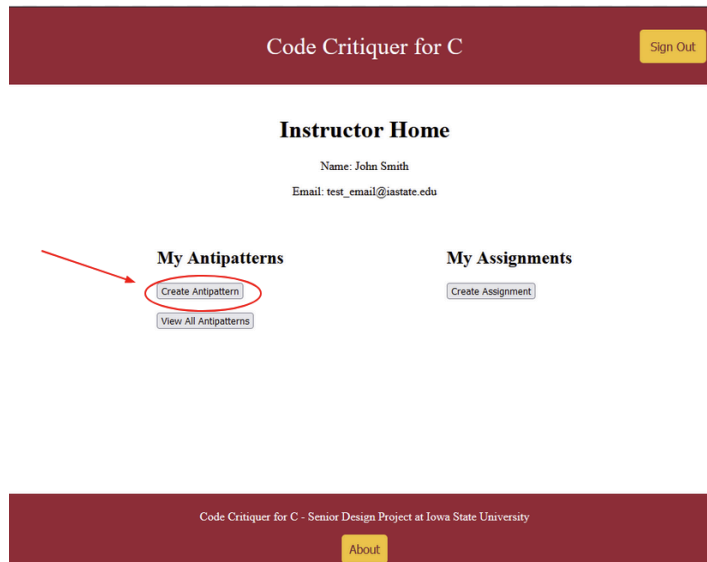 Code Critiquer for C
Sign Out
Instructor Home
Name: John Smith
Email: test_email@iastate.edu
My Antipatterns
Create Antipattern
View All Antipatterns
My Assignments
Create Assignment
Code Critiquer for C - Senior Design Project at Iowa State University
About